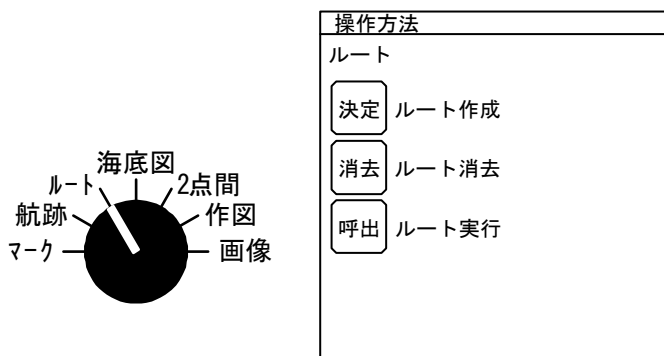 海底図
ルート
2点間
航跡
作図
マーク
画像
操作方法
ルート
決定 ルート作成
消去 ルート消去
呼出 ルート実行